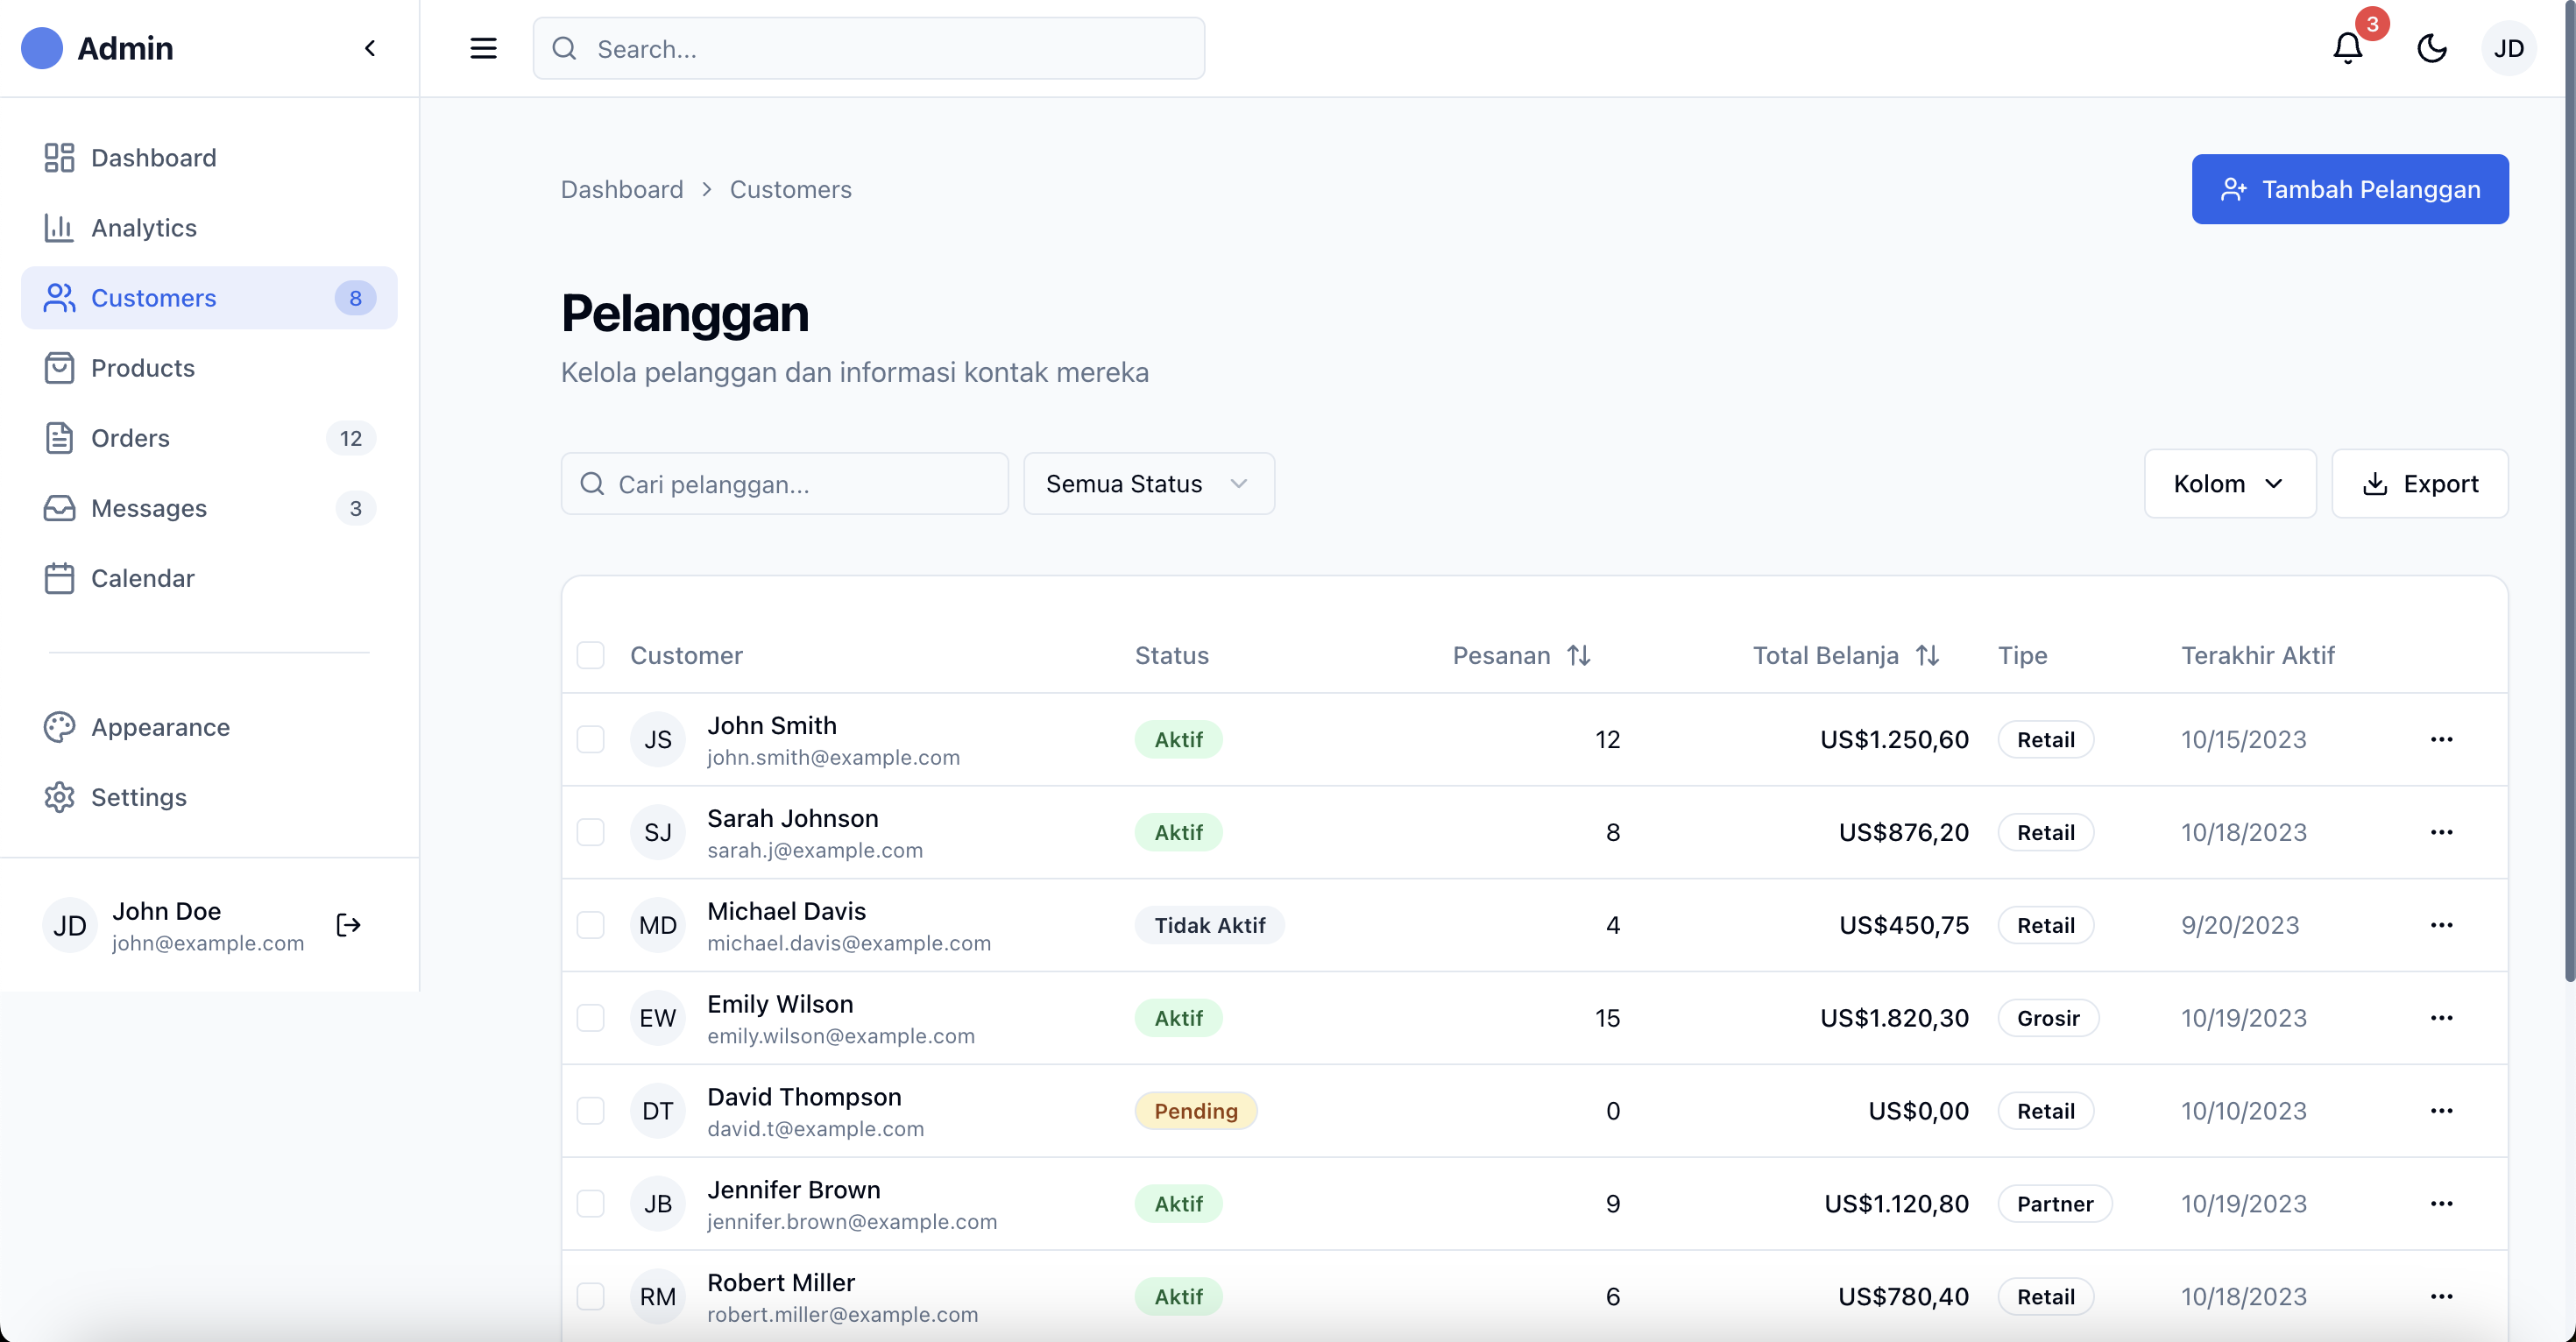 Admin
Search...
3
JD
Dashboard
Analytics
Customers 8
Products
Orders 12
Messages 3
Calendar
Appearance
Settings
JD
John Doe
john@example.com
Dashboard > Customers
Tambah Pelanggan
Pelanggan
Kelola pelanggan dan informasi kontak mereka
Cari pelanggan...
Semua Status
Kolom
Export
Customer Status Pesanan Total Belanja Tipe Terakhir Aktif
JS John Smith Aktif 12 US$1.250,60 Retail 10/15/2023
john.smith@example.com
SJ Sarah Johnson Aktif 8 US$876,20 Retail 10/18/2023
sarah.j@example.com
MD Michael Davis Tidak Aktif 4 US$450,75 Retail 9/20/2023
michael.davis@example.com
EW Emily Wilson Aktif 15 US$1.820,30 Grosir 10/19/2023
emily.wilson@example.com
DT David Thompson Pending 0 US$0,00 Retail 10/10/2023
david.t@example.com
JB Jennifer Brown Aktif 9 US$1.120,80 Partner 10/19/2023
jennifer.brown@example.com
RM Robert Miller Aktif 6 US$780,40 Retail 10/18/2023
robert.miller@example.com